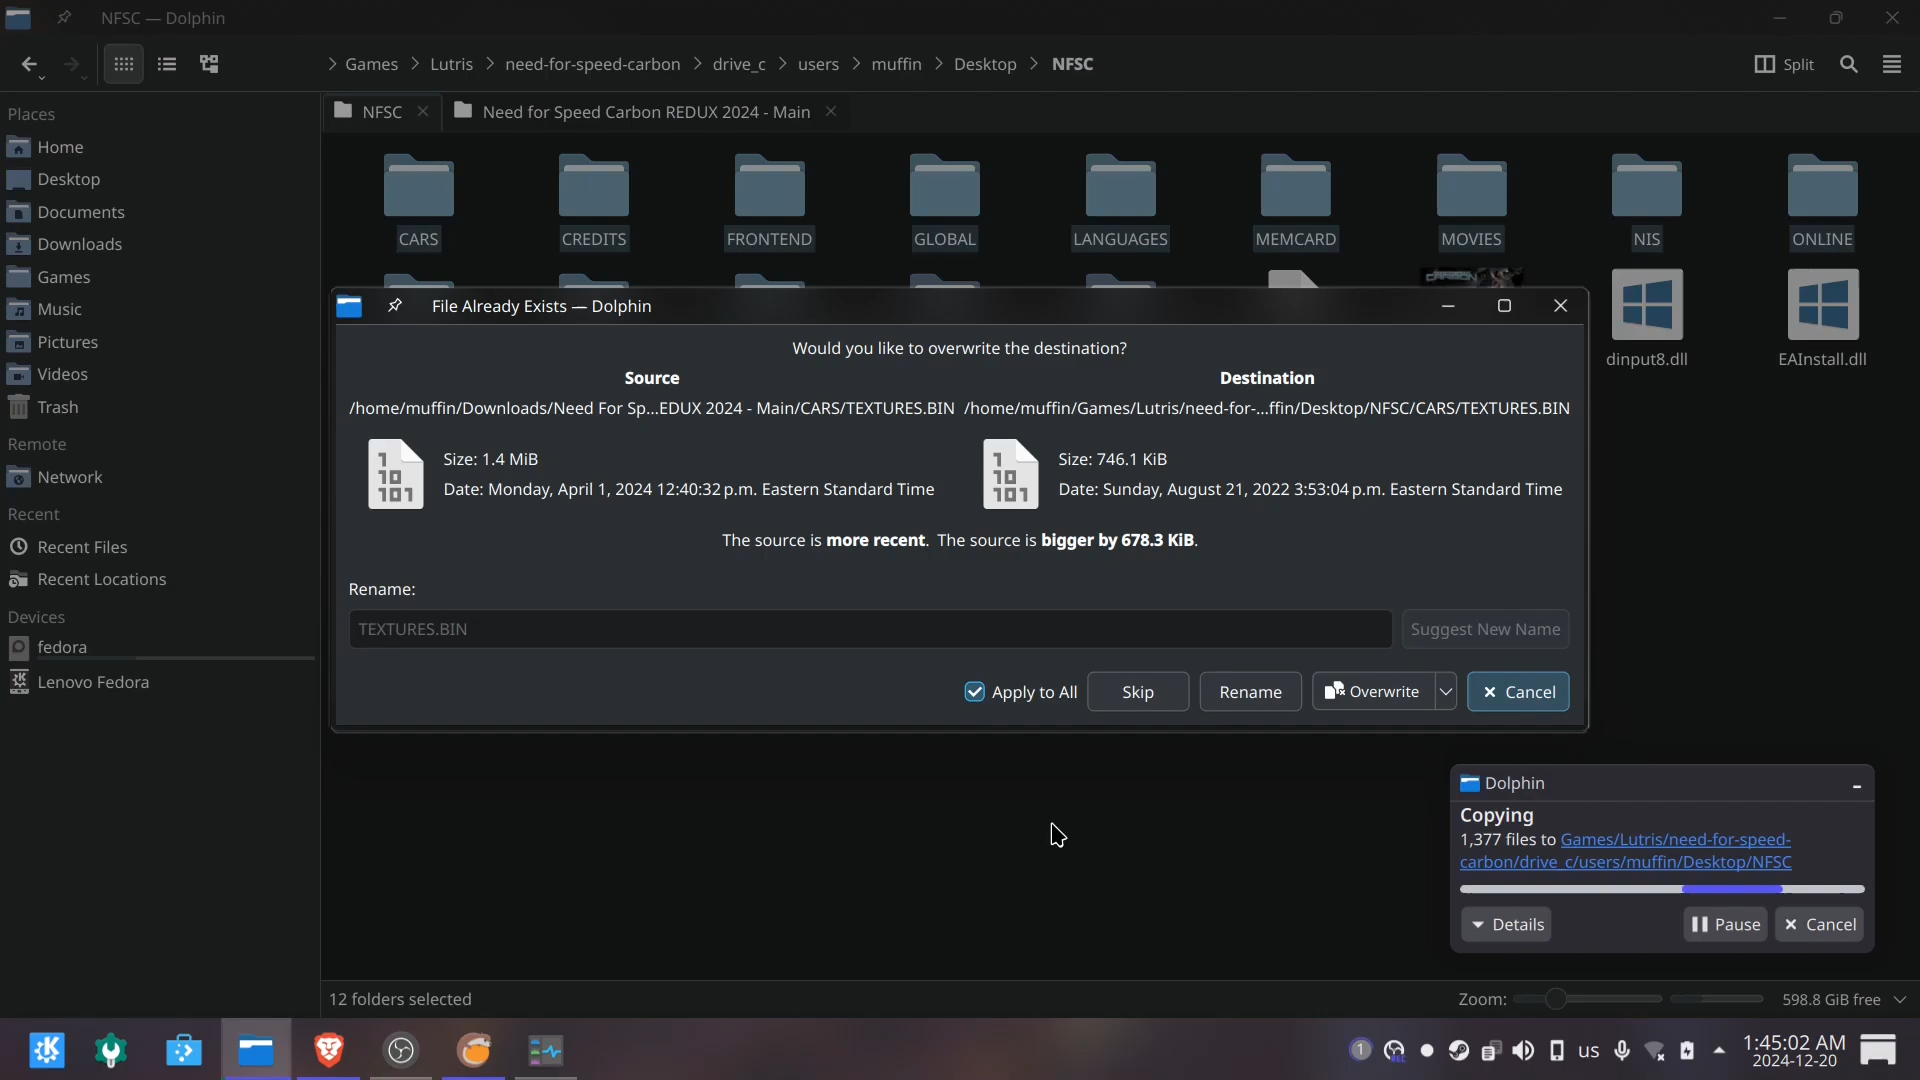 NFSC — Dolphin
Games > Lutris > need-for-speed-carbon > drive_c > users > muffin > Desktop > NFSC
Split
Places
Home
Desktop
Documents
Downloads
Games
Music
Pictures
Videos
Trash
Remote
Network
Recent
Recent Files
Recent Locations
Devices
fedora
Lenovo Fedora
NFSC
Need for Speed Carbon REDUX 2024 - Main
CARS
CREDITS
FRONTEND
GLOBAL
LANGUAGES
MEMCARD
MOVIES
NIS
ONLINE
dinput8.dll
EAInstall.dll
File Already Exists — Dolphin
Would you like to overwrite the destination?
Source
Destination
/home/muffin/Downloads/Need For Sp...EDUX 2024 - Main/CARS/TEXTURES.BIN
/home/muffin/Games/Lutris/need-for-...ffin/Desktop/NFSC/CARS/TEXTURES.BIN
1
10
101
Size: 1.4 MiB
Date: Monday, April 1, 2024 12:40:32 p.m. Eastern Standard Time
1
10
101
Size: 746.1 KiB
Date: Sunday, August 21, 2022 3:53:04 p.m. Eastern Standard Time
The source is more recent. The source is bigger by 678.3 KiB.
Rename:
TEXTURES.BIN
Suggest New Name
Apply to All
Skip
Rename
Overwrite
Cancel
Dolphin
Copying
1,377 files to Games/Lutris/need-for-speed-
carbon/drive_c/users/muffin/Desktop/NFSC
Details
Pause
Cancel
12 folders selected
Zoom:
598.8 GiB free
1
us
1:45:02 AM
2024-12-20